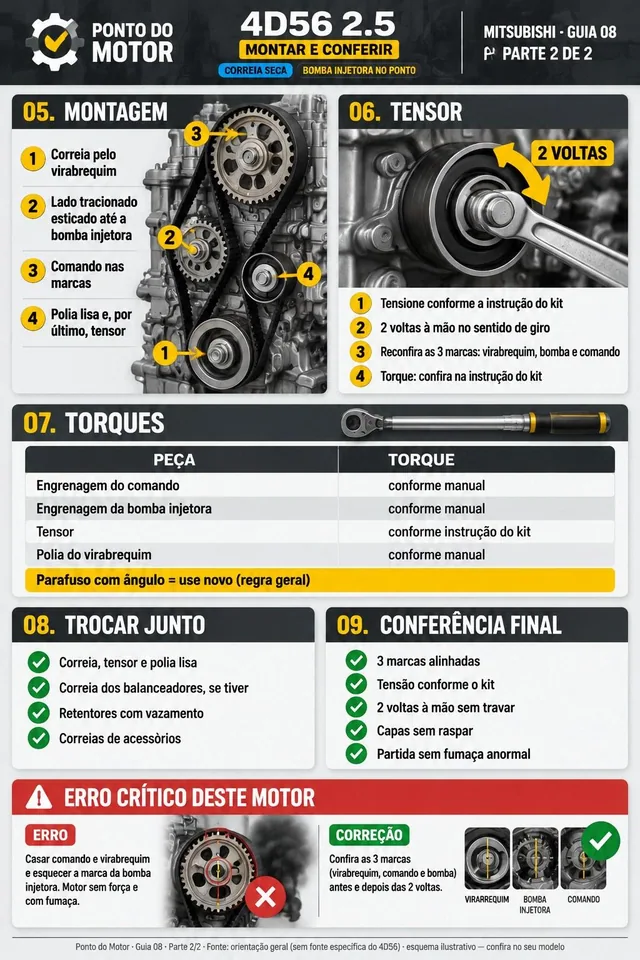 PONTO DO
MOTOR
4D56 2.5
MONTAR E CONFERIR
CORREIA SECA
BOMBA INJETORA NO PONTO
MITSUBISHI · GUIA 08
PARTE 2 DE 2
05. MONTAGEM
1 Correia pelo
virabrequim
2 Lado tracionado
esticado até a
bomba injetora
3 Comando nas
marcas
4 Polia lisa e, por
último, tensor
3
2
4
1
06. TENSOR
2 VOLTAS
1 Tensione conforme a instrução do kit
2 2 voltas à mão no sentido de giro
3 Reconfira as 3 marcas: virabrequim, bomba e comando
4 Torque: confira na instrução do kit
07. TORQUES
PEÇA TORQUE
Engrenagem do comando conforme manual
Engrenagem da bomba injetora conforme manual
Tensor conforme instrução do kit
Polia do virabrequim conforme manual
Parafuso com ângulo = use novo (regra geral)
08. TROCAR JUNTO
Correia, tensor e polia lisa
Correia dos balanceadores, se tiver
Retentores com vazamento
Correias de acessòrios
09. CONFERÊNCIA FINAL
3 marcas alinhadas
Tensão conforme o kit
2 voltas à mão sem travar
Capas sem raspar
Partida sem fumaça anormal
ERRO CRÍTICO DESTE MOTOR
ERRO
Casar comando e virabrequim
e esquecer a marca da bomba
injetora. Motor sem força e
com fumaça.
CORREÇÃO
Confira as 3 marcas
(virabrequim, comando e bomba)
antes e depois das 2 voltas.
VIRARREQUIM
BOMBA
INJETORA
COMANDO
Ponto do Motor · Guia 08 · Parte 2/2 · Fonte: orientação geral (sem fonte específica do 4D56) · esquema ilustrativo — confira no seu modelo